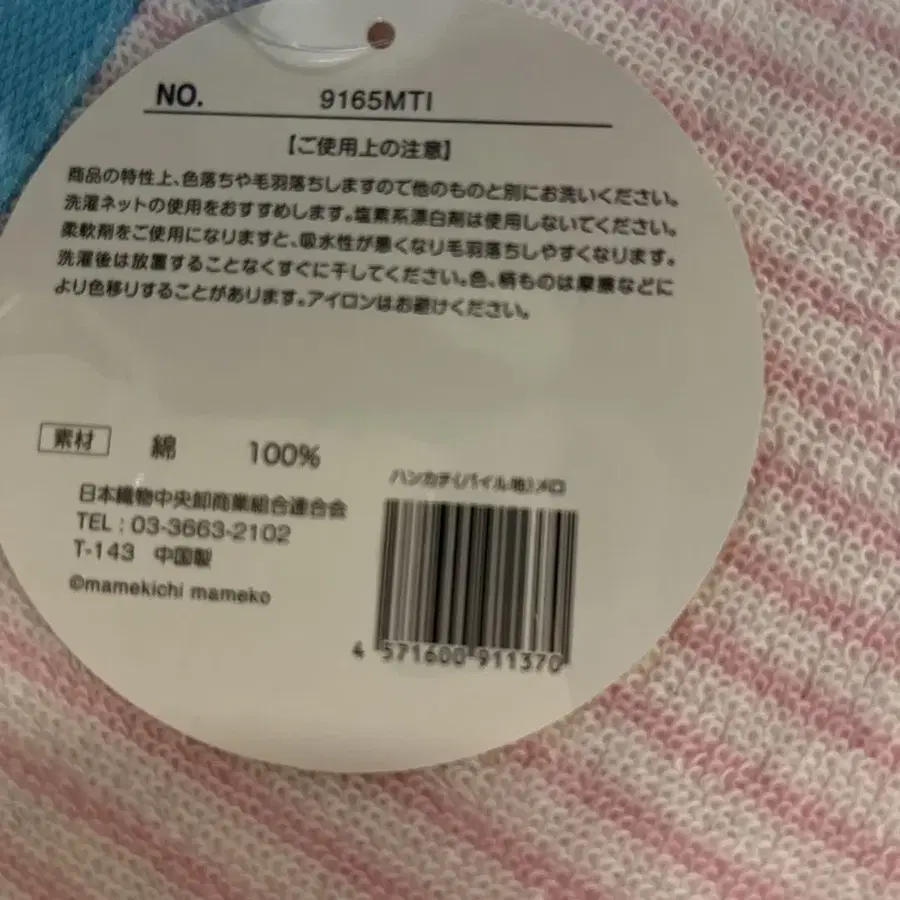 NO. 9165MTI
【ご使用上の注意】
商品の特性上、色落ちや毛羽落ちしますので他のものと別にお洗いください。
洗濯ネットの使用をおすすめします。塩素系漂白剤は使用しないでください。
柔軟剤をご使用になりますと、吸水性が悪くなり毛羽落ちしやすくなります。
洗濯後は放置することなくすぐに干してください。色、柄ものは摩擦などに
より色移りすることがあります。アイロンはお避けください。
素材 綿 100%
ハンカチ(パイル地)メロ
日本織物中央卸商業組合連合会
TEL : 03-3663-2102
T-143 中国製
©mamekichi mameko
4 571600 911370